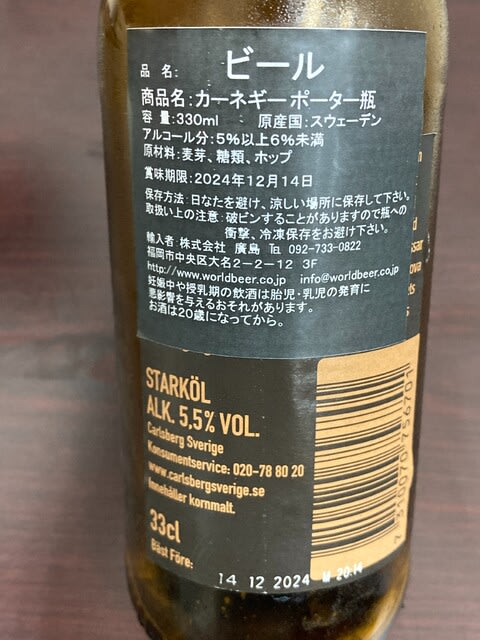 品 名: ビール
商品名:カーネギー ポーター瓶
容 量:330ml 原産国:スウェーデン
アルコール分:5%以上6%未満
原材料:麦芽、糖類、ホップ
賞味期限:2024年12月14日
保存方法:日なたを避け、涼しい場所に保存して下さい。
取扱い上の注意:破ビンすることがありますので瓶への
衝撃、冷凍保存をお避け下さい。
輸入者:株式会社 廣島 TEL 092-733-0822
福岡市中央区大名2-2-12 3F
http://www.worldbeer.co.jp info@worldbeer.co.jp
妊娠中や授乳期の飲酒は胎児・乳児の発育に
悪影響を与えるおそれがあります。
お酒は20歳になってから。
STARKÖL
ALK. 5,5% VOL.
Carlsberg Sverige
Konsumentservice: 020-78 80 20
www.carlsbergsverige.se
Innehåller kornmalt.
33cl
Bäst Före:
14 12 2024 M 20:14
7 310070 756701